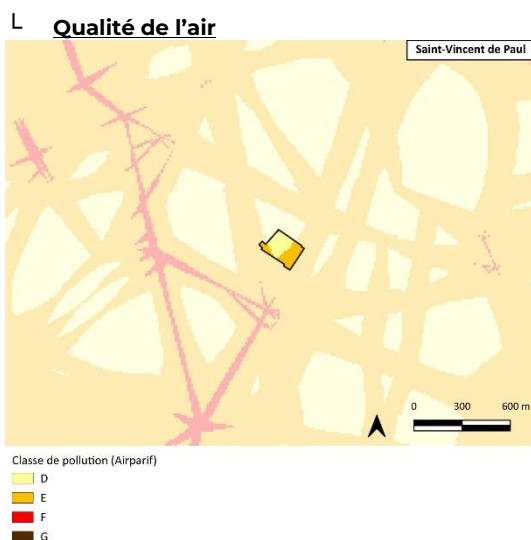 L
Qualité de l'air
Saint-Vincent de Paul
0 300 600 m
Classe de pollution (Airparif)
D
E
F
G